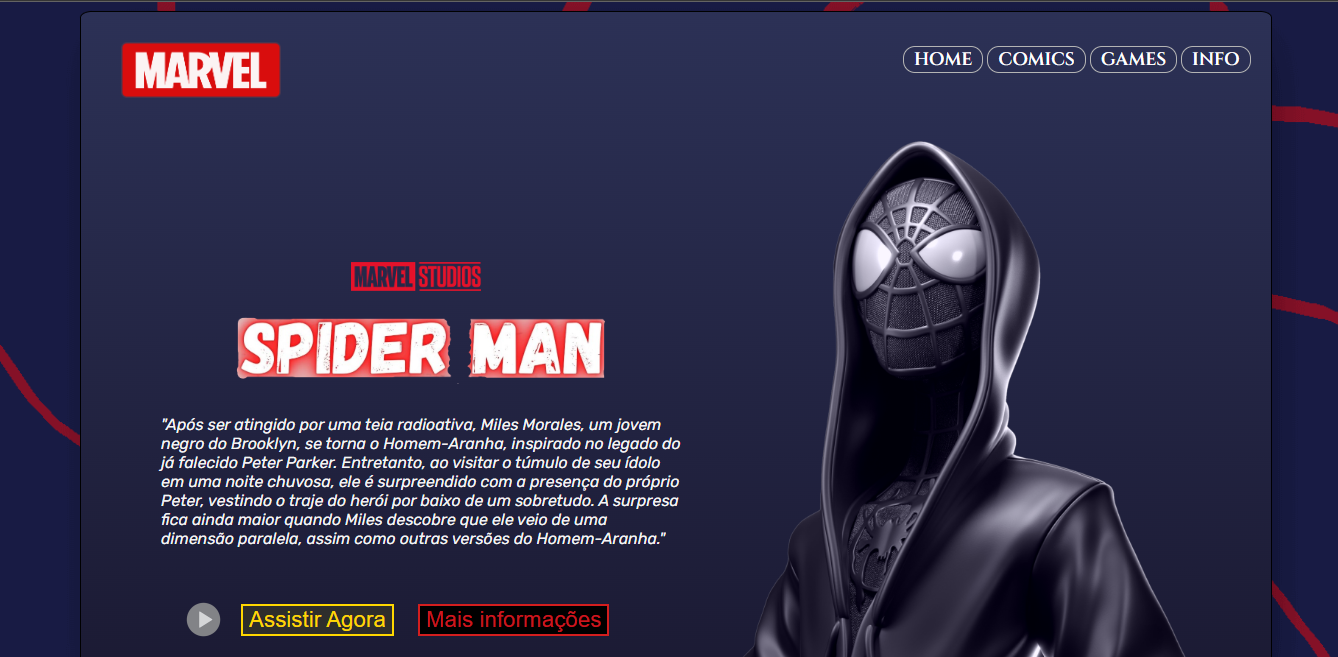 MARVEL
HOME COMICS GAMES INFO
MARVEL STUDIOS
SPIDER MAN
"Após ser atingido por uma teia radioativa, Miles Morales, um jovem
negro do Brooklyn, se torna o Homem-Aranha, inspirado no legado do
já falecido Peter Parker. Entretanto, ao visitar o túmulo de seu ídolo
em uma noite chuvosa, ele é surpreendido com a presença do próprio
Peter, vestindo o traje do herói por baixo de um sobretudo. A surpresa
fica ainda maior quando Miles descobre que ele veio de uma
dimensão paralela, assim como outras versões do Homem-Aranha."
Assistir Agora Mais informações